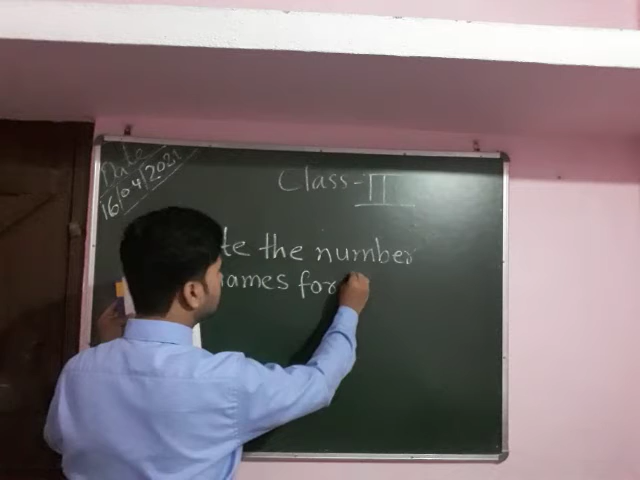 Date
16/04/2021
Class-II
te the number
ames for